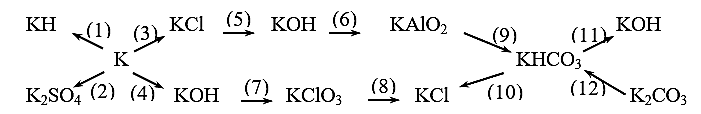 KH (1) (3) KCl (5) KOH (6) KAlO₂ (9) (11) KOH
K KHCO₃
K₂SO₄ (2) (4) KOH (7) KClO₃ (8) KCl (10) (12) K₂CO₃